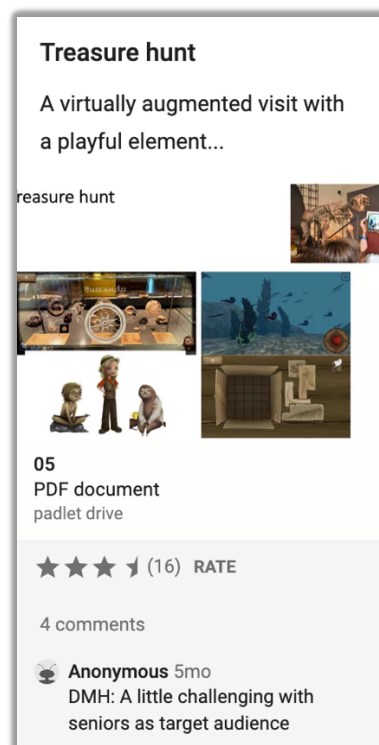 Treasure hunt
A virtually augmented visit with
a playful element...
reasure hunt
Buscando
05
PDF document
padlet drive
(16) RATE
4 comments
Anonymous 5mo
DMH: A little challenging with
seniors as target audience